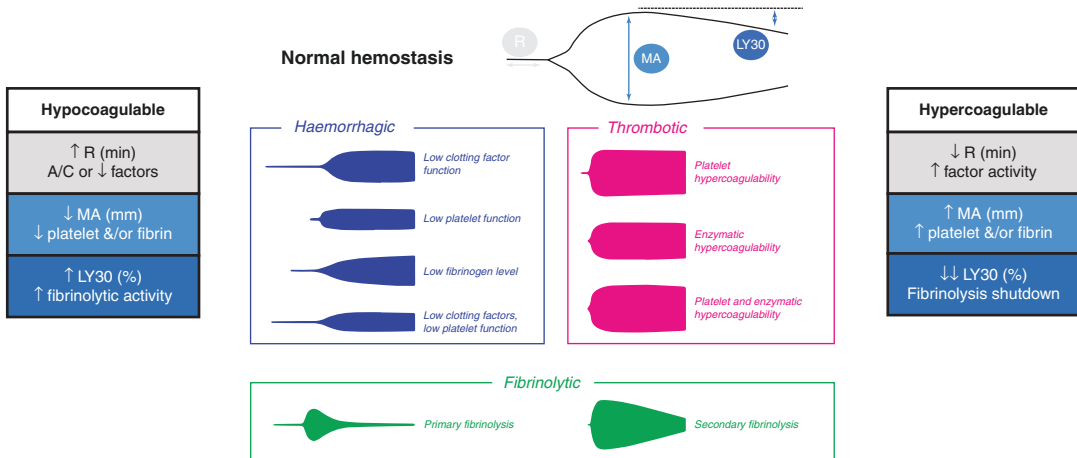 Normal hemostasis
R
MA
LY30
Hypocoagulable
↑ R (min)
A/C or ↓ factors
↓ MA (mm)
↓ platelet &/or fibrin
↑ LY30 (%)
↑ fibrinolytic activity
Haemorrhagic
Low clotting factor
function
Low platelet function
Low fibrinogen level
Low clotting factors,
low platelet function
Thrombotic
Platelet
hypercoagulability
Enzymatic
hypercoagulability
Platelet and enzymatic
hypercoagulability
Hypercoagulable
↓ R (min)
↑ factor activity
↑ MA (mm)
↑ platelet &/or fibrin
↓↓ LY30 (%)
Fibrinolysis shutdown
Fibrinolytic
Primary fibrinolysis
Secondary fibrinolysis